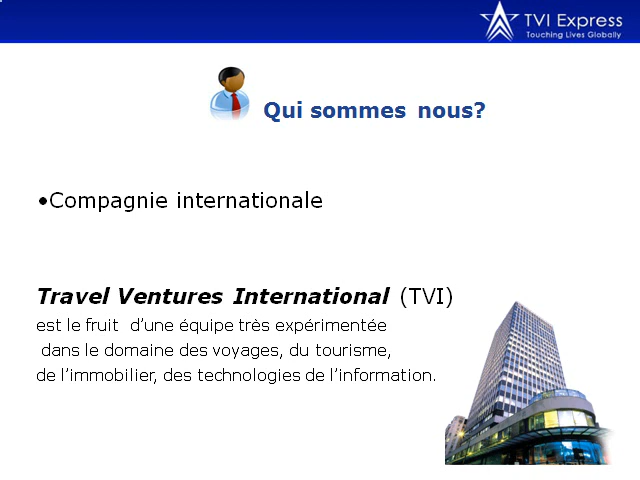 TVI Express
Touching Lives Globally
Qui sommes nous?
•Compagnie internationale
Travel Ventures International (TVI)
est le fruit d’une équipe très expérimentée
dans le domaine des voyages, du tourisme,
de l’immobilier, des technologies de l’information.